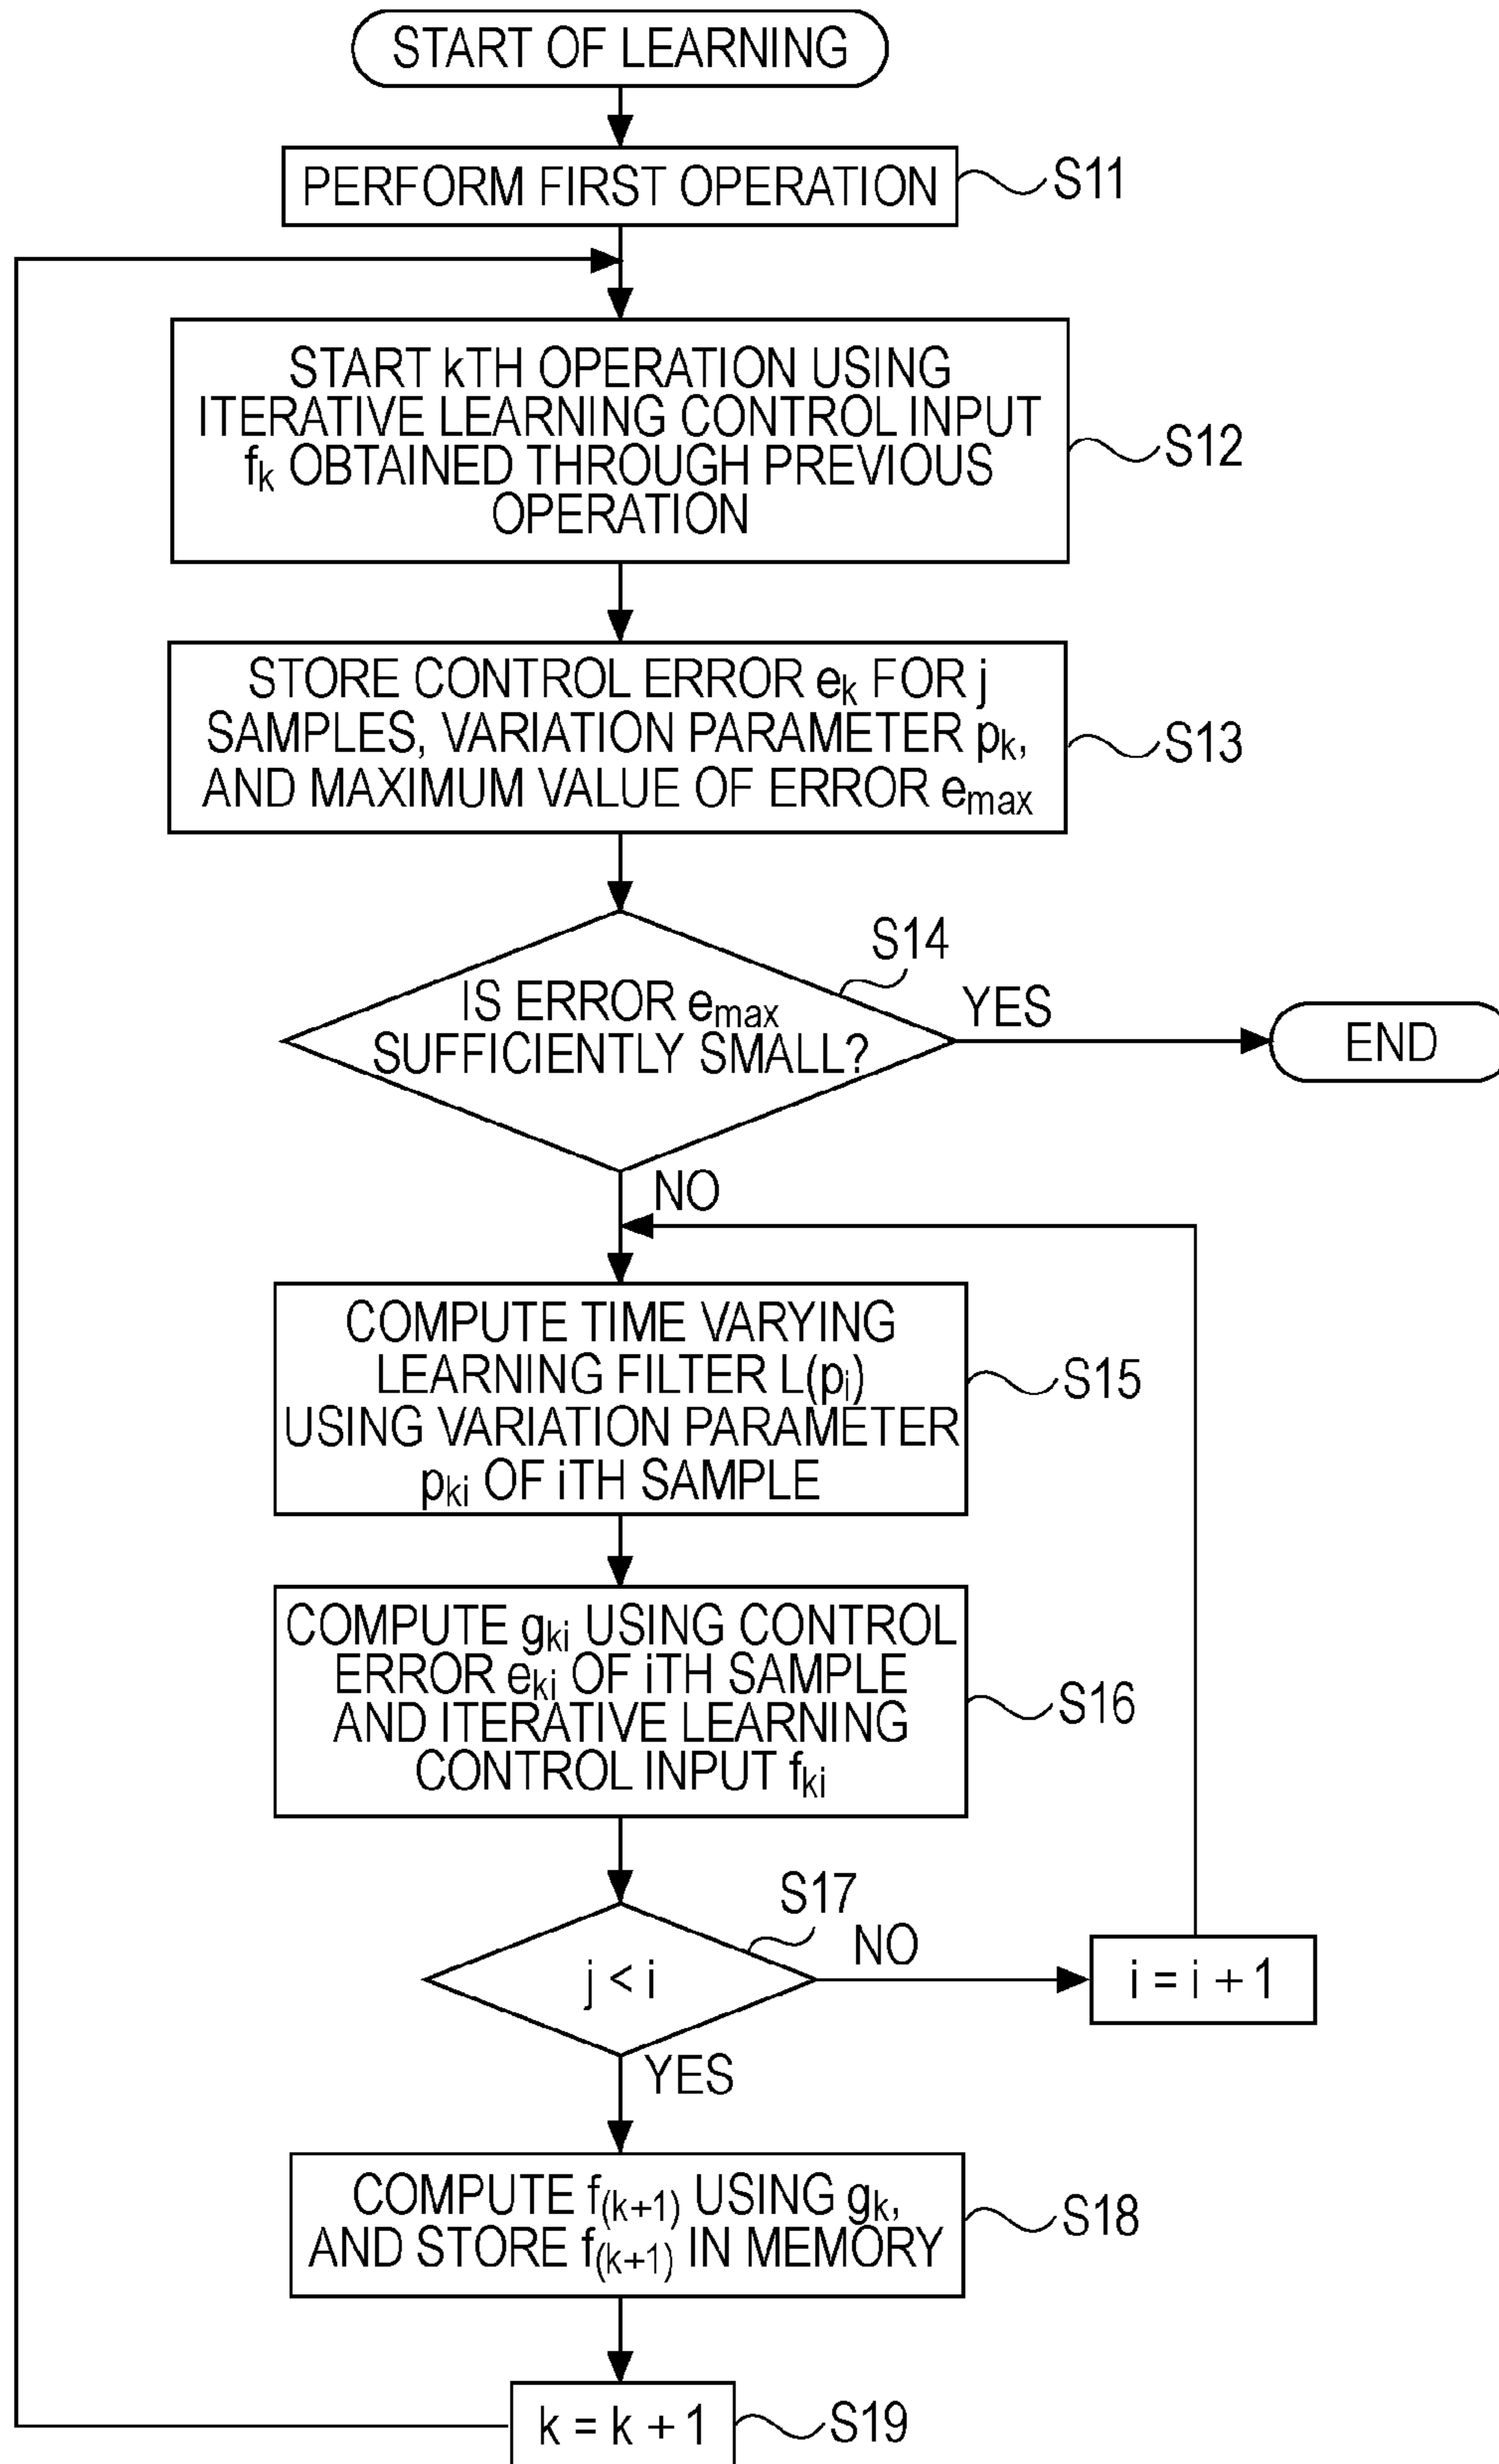 START OF LEARNING
PERFORM FIRST OPERATION
S11
START kTH OPERATION USING
ITERATIVE LEARNING CONTROL INPUT
fk OBTAINED THROUGH PREVIOUS
OPERATION
S12
STORE CONTROL ERROR ek FOR j
SAMPLES, VARIATION PARAMETER pk,
AND MAXIMUM VALUE OF ERROR emax
S13
IS ERROR emax
SUFFICIENTLY SMALL?
S14
YES
END
NO
COMPUTE TIME VARYING
LEARNING FILTER L(pi)
USING VARIATION PARAMETER
pki OF iTH SAMPLE
S15
COMPUTE gki USING CONTROL
ERROR eki OF iTH SAMPLE
AND ITERATIVE LEARNING
CONTROL INPUT fki
S16
j < i
S17
NO
i = i + 1
YES
COMPUTE f(k+1) USING gk,
AND STORE f(k+1) IN MEMORY
S18
k = k + 1
S19